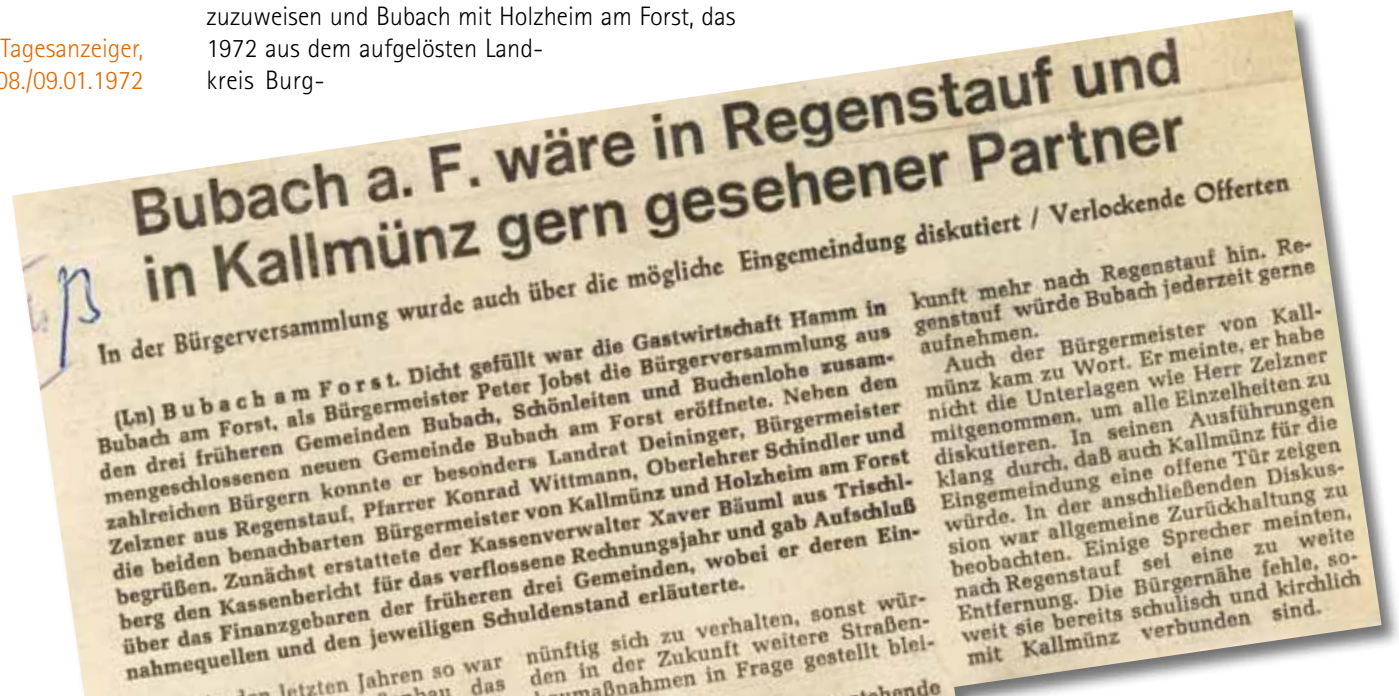 zuzuweisen und Bubach mit Holzheim am Forst, das
1972 aus dem aufgelösten Land-
kreis Burg-
Tagesanzeiger,
08./09.01.1972
Bubach a. F. wäre in Regenstauf und
in Kallmünz gern gesehener Partner
In der Bürgerversammlung wurde auch über die mögliche Eingemeindung diskutiert / Verlockende Offerten
(Ln) Bubach am Forst. Dicht gefüllt war die Gastwirtschaft Hamm in
Bubach am Forst, als Bürgermeister Peter Jobst die Bürgerversammlung aus
den drei früheren Gemeinden Bubach, Schönleiten und Buchenlohe zusam-
mengeschlossenen neuen Gemeinde Bubach am Forst eröffnete. Neben den
zahlreichen Bürgern konnte er besonders Landrat Deininger, Bürgermeister
Zelzner aus Regenstauf, Pfarrer Konrad Wittmann, Oberlehrer Schindler und
die beiden benachbarten Bürgermeister von Kallmünz und Holzheim am Forst
begrüßen. Zunächst erstattete der Kassenverwalter Xaver Bäuml aus Trischl-
berg den Kassenbericht für das verflossene Rechnungsjahr und gab Aufschluß
über das Finanzgebaren der früheren drei Gemeinden, wobei er deren Ein-
nahmequellen und den jeweiligen Schuldenstand erläuterte.
letzten Jahren so war
das
nünftig sich zu verhalten, sonst wür-
den in der Zukunft weitere Straßen-
baumaßnahmen in Frage gestellt blei-
kunft mehr nach Regenstauf hin. Re-
genstauf würde Bubach jederzeit gerne
aufnehmen.
Auch der Bürgermeister von Kall-
münz kam zu Wort. Er meinte, er habe
nicht die Unterlagen wie Herr Zelzner
mitgenommen, um alle Einzelheiten zu
diskutieren. In seinen Ausführungen
klang durch, daß auch Kallmünz für die
Eingemeindung eine offene Tür zeigen
würde. In der anschließenden Diskus-
sion war allgemeine Zurückhaltung zu
beobachten. Einige Sprecher meinten,
nach Regenstauf sei eine zu weite
Entfernung. Die Bürgernähe fehle, so-
weit sie bereits schulisch und kirchlich
mit Kallmünz verbunden sind.